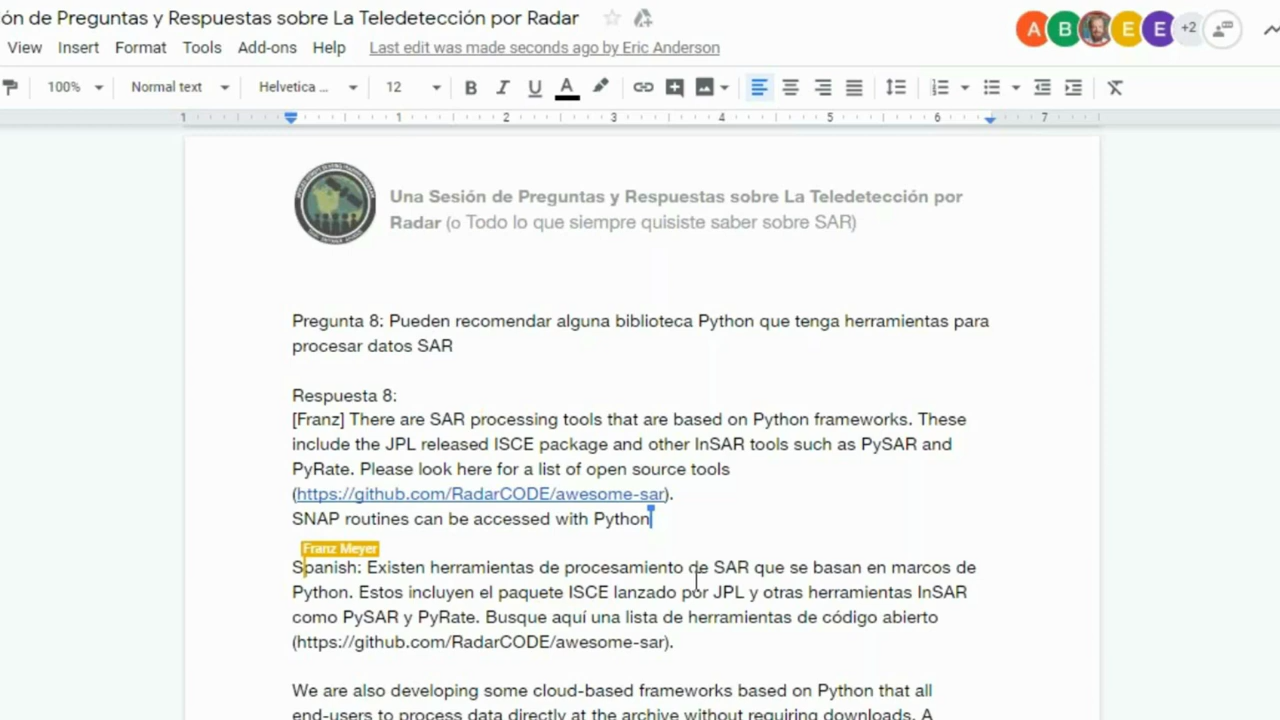 ón de Preguntas y Respuestas sobre La Teledetección por Radar
View Insert Format Tools Add-ons Help Last edit was made seconds ago by Eric Anderson
A B E E +2
100% Normal text Helvetica ... 12 B I U A
1 1 2 3 4 5 6 7
Una Sesión de Preguntas y Respuestas sobre La Teledetección por
Radar (o Todo lo que siempre quisiste saber sobre SAR)
Pregunta 8: Pueden recomendar alguna biblioteca Python que tenga herramientas para
procesar datos SAR
Respuesta 8:
[Franz] There are SAR processing tools that are based on Python frameworks. These
include the JPL released ISCE package and other InSAR tools such as PySAR and
PyRate. Please look here for a list of open source tools
(https://github.com/RadarCODE/awesome-sar).
SNAP routines can be accessed with Python
Franz Meyer
Spanish: Existen herramientas de procesamiento de SAR que se basan en marcos de
Python. Estos incluyen el paquete ISCE lanzado por JPL y otras herramientas InSAR
como PySAR y PyRate. Busque aquí una lista de herramientas de código abierto
(https://github.com/RadarCODE/awesome-sar).
We are also developing some cloud-based frameworks based on Python that all
end-users to process data directly at the archive without requiring downloads. A